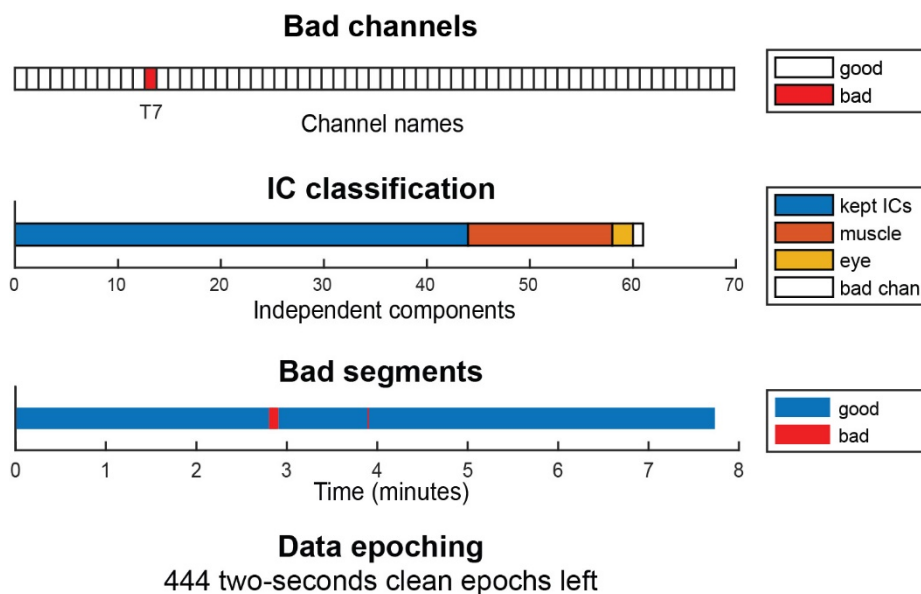 Bad channels
good
bad
T7
Channel names
IC classification
kept ICs
muscle
eye
bad chan
0 10 20 30 40 50 60 70
Independent components
Bad segments
good
bad
0 1 2 3 4 5 6 7 8
Time (minutes)
Data epoching
444 two-seconds clean epochs left